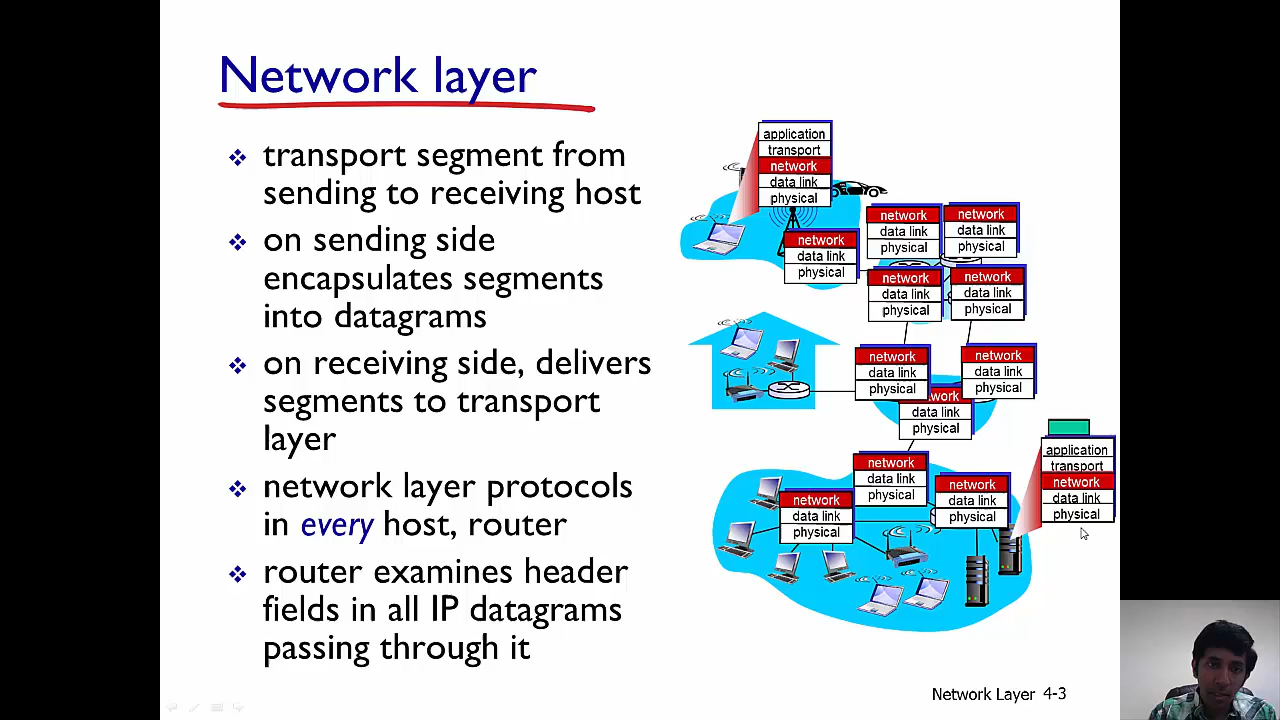 Network layer
transport segment from
sending to receiving host
on sending side
encapsulates segments
into datagrams
on receiving side, delivers
segments to transport
layer
network layer protocols
in every host, router
router examines header
fields in all IP datagrams
passing through it
application
transport
network
data link
physical
network
data link
physical
network
data link
physical
network
data link
physical
network
data link
physical
network
data link
physical
network
data link
physical
network
data link
physical
network
data link
physical
application
transport
network
data link
physical
network
data link
physical
network
data link
physical
network
data link
physical
Network Layer 4-3